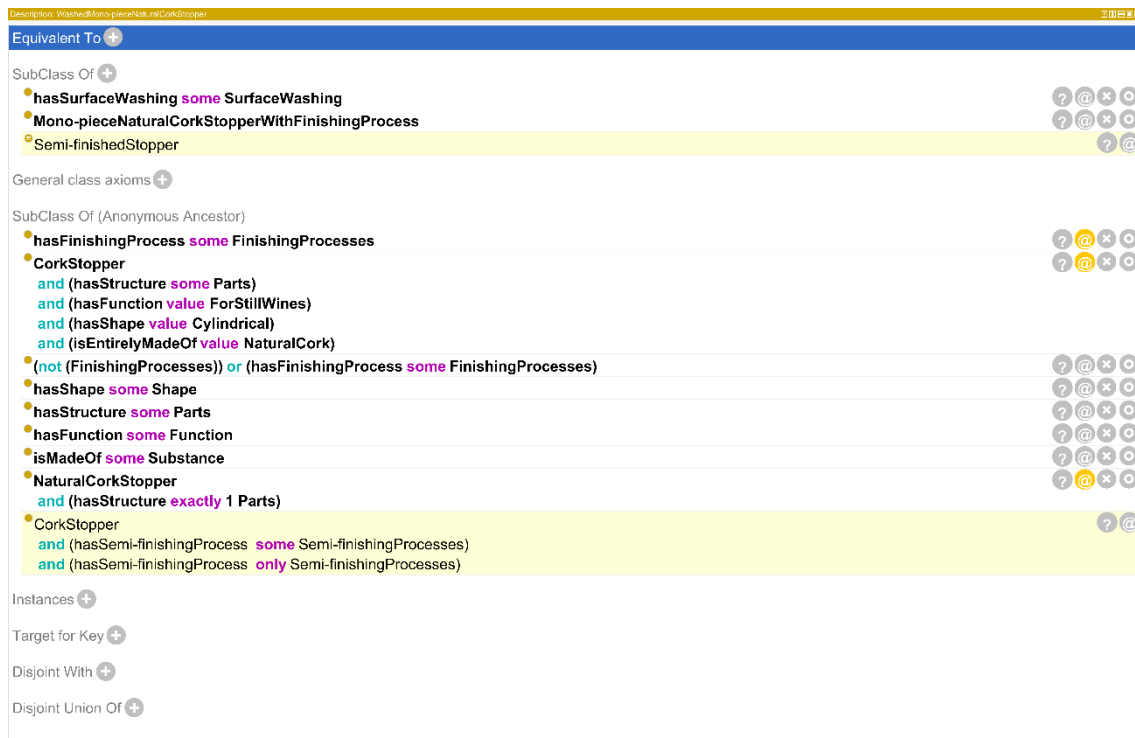 Description: WashedMono-pieceNaturalCorkStopper
Equivalent To
SubClass Of
hasSurfaceWashing some SurfaceWashing
Mono-pieceNaturalCorkStopperWithFinishingProcess
Semi-finishedStopper
General class axioms
SubClass Of (Anonymous Ancestor)
hasFinishingProcess some FinishingProcesses
CorkStopper
and (hasStructure some Parts)
and (hasFunction value ForStillWines)
and (hasShape value Cylindrical)
and (isEntirelyMadeOf value NaturalCork)
(not (FinishingProcesses)) or (hasFinishingProcess some FinishingProcesses)
hasShape some Shape
hasStructure some Parts
hasFunction some Function
isMadeOf some Substance
NaturalCorkStopper
and (hasStructure exactly 1 Parts)
CorkStopper
and (hasSemi-finishingProcess some Semi-finishingProcesses)
and (hasSemi-finishingProcess only Semi-finishingProcesses)
Instances
Target for Key
Disjoint With
Disjoint Union Of